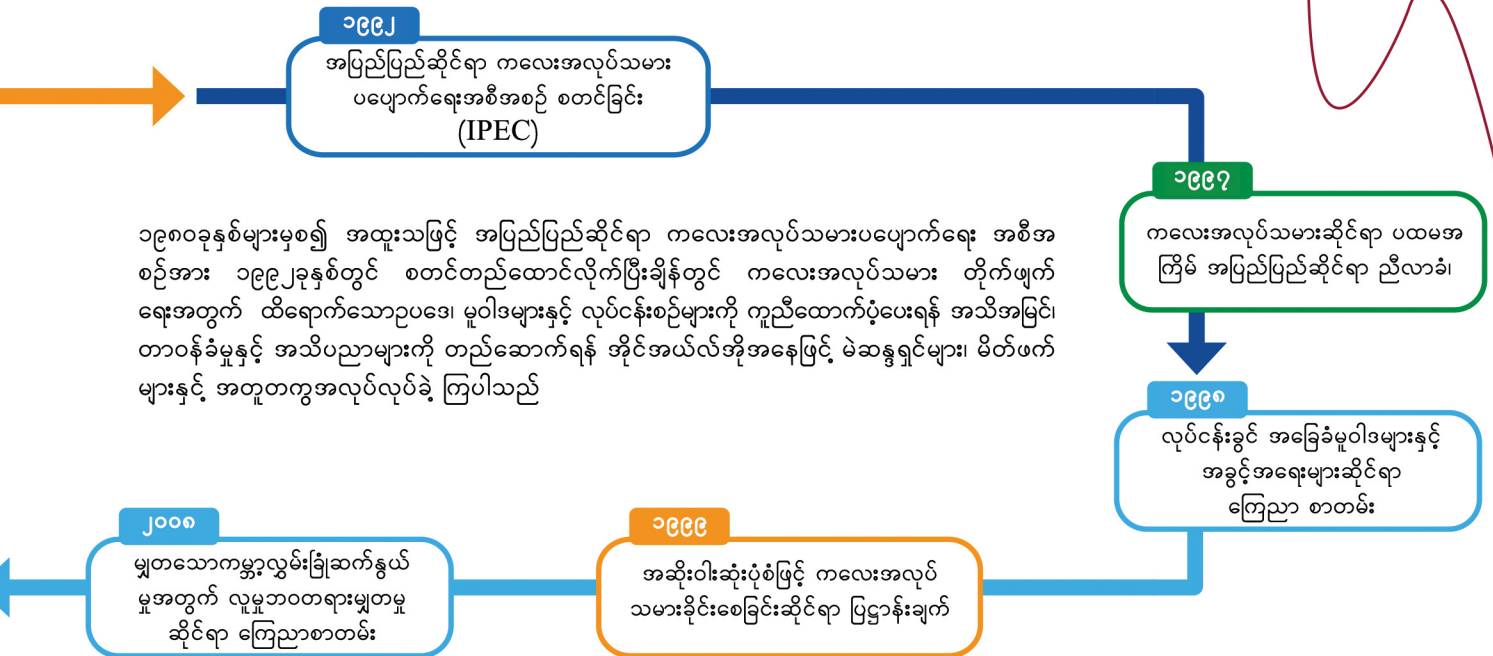 ၁၉၉၂
အပြည်ပြည်ဆိုင်ရာ ကလေးအလုပ်သမား
ပပျောက်ရေးအစီအစဉ် စတင်ခြင်း
(IPEC)
၁၉၉၇
ကလေးအလုပ်သမားဆိုင်ရာ ပထမအ
ကြိမ် အပြည်ပြည်ဆိုင်ရာ ညီလာခံ၊
၁၉၈၀ခုနှစ်များမှစ၍ အထူးသဖြင့် အပြည်ပြည်ဆိုင်ရာ ကလေးအလုပ်သမားပပျောက်ရေး အစီအ
စဉ်အား ၁၉၉၂ခုနှစ်တွင် စတင်တည်ထောင်လိုက်ပြီးချိန်တွင် ကလေးအလုပ်သမား တိုက်ဖျက်
ရေးအတွက် ထိရောက်သောဥပဒေ၊ မူဝါဒများနှင့် လုပ်ငန်းစဉ်များကို ကူညီထောက်ပံ့ပေးရန် အသိအမြင်၊
တာဝန်ခံမှုနှင့် အသိပညာများကို တည်ဆောက်ရန် အိုင်အယ်လ်အိုအနေဖြင့် မဲဆန္ဒရှင်များ၊ မိတ်ဖက်
များနှင့် အတူတကွအလုပ်လုပ်ခဲ့ ကြပါသည်
၁၉၉၈
လုပ်ငန်းခွင် အခြေခံမူဝါဒများနှင့်
အခွင့်အရေးများဆိုင်ရာ
ကြေညာ စာတမ်း
၁၉၉၉
အဆိုးဝါးဆုံးပုံစံဖြင့် ကလေးအလုပ်
သမားခိုင်းစေခြင်းဆိုင်ရာ ပြဋ္ဌာန်းချက်
၂၀၀၈
မျှတသောကမ္ဘာ့လွှမ်းခြုံဆက်နွယ်
မှုအတွက် လူမှုဘဝတရားမျှတမှု
ဆိုင်ရာ ကြေညာစာတမ်း